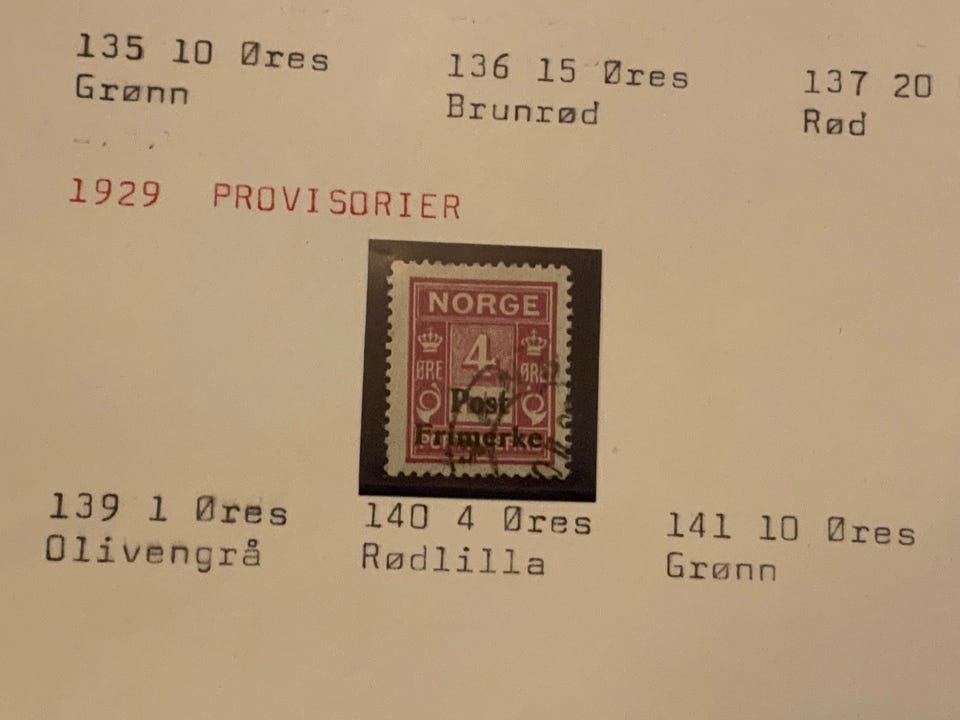 135 10 Øres
Grønn
136 15 Øres
Brunrød
137 20
Rød
1929 PROVISORIER
NORGE
4
ØRE ØRE
Post
Frimerke
139 1 Øres
Olivengrå
140 4 Øres
Rødlilla
141 10 Øres
Grønn